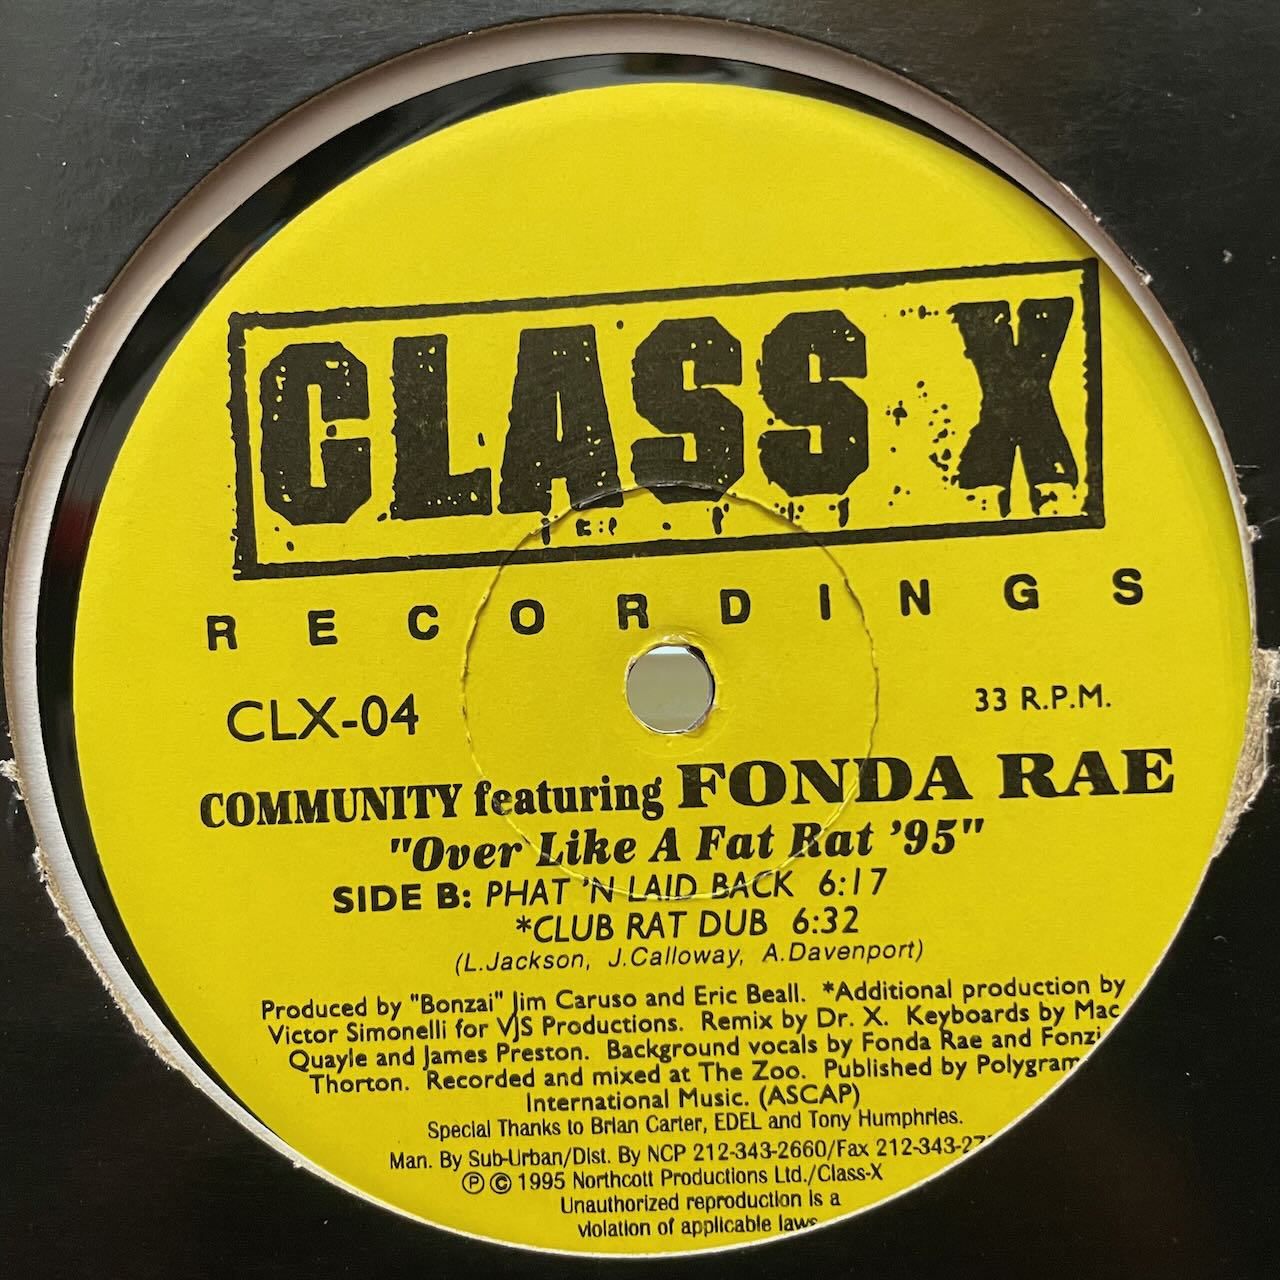 CLASS X
RECORDINGS
CLX-04
33 R.P.M.
COMMUNITY featuring FONDA RAE
"Over Like A Fat Rat '95"
SIDE B: PHAT 'N LAID BACK 6:17
*CLUB RAT DUB 6:32
(L.Jackson, J.Calloway, A.Davenport)
Produced by "Bonzai" Jim Caruso and Eric Beall. *Additional production by
Victor Simonelli for VJS Productions. Remix by Dr. X. Keyboards by Mac
Quayle and James Preston. Background vocals by Fonda Rae and Fonzi
Thorton. Recorded and mixed at The Zoo. Published by Polygram
International Music. (ASCAP)
Special Thanks to Brian Carter, EDEL and Tony Humphries.
Man. By Sub-Urban/Dist. By NCP 212-343-2660/Fax 212-343-
Ⓟ © 1995 Northcott Productions Ltd./Class-X
Unauthorized reproduction is a
violation of applicable laws